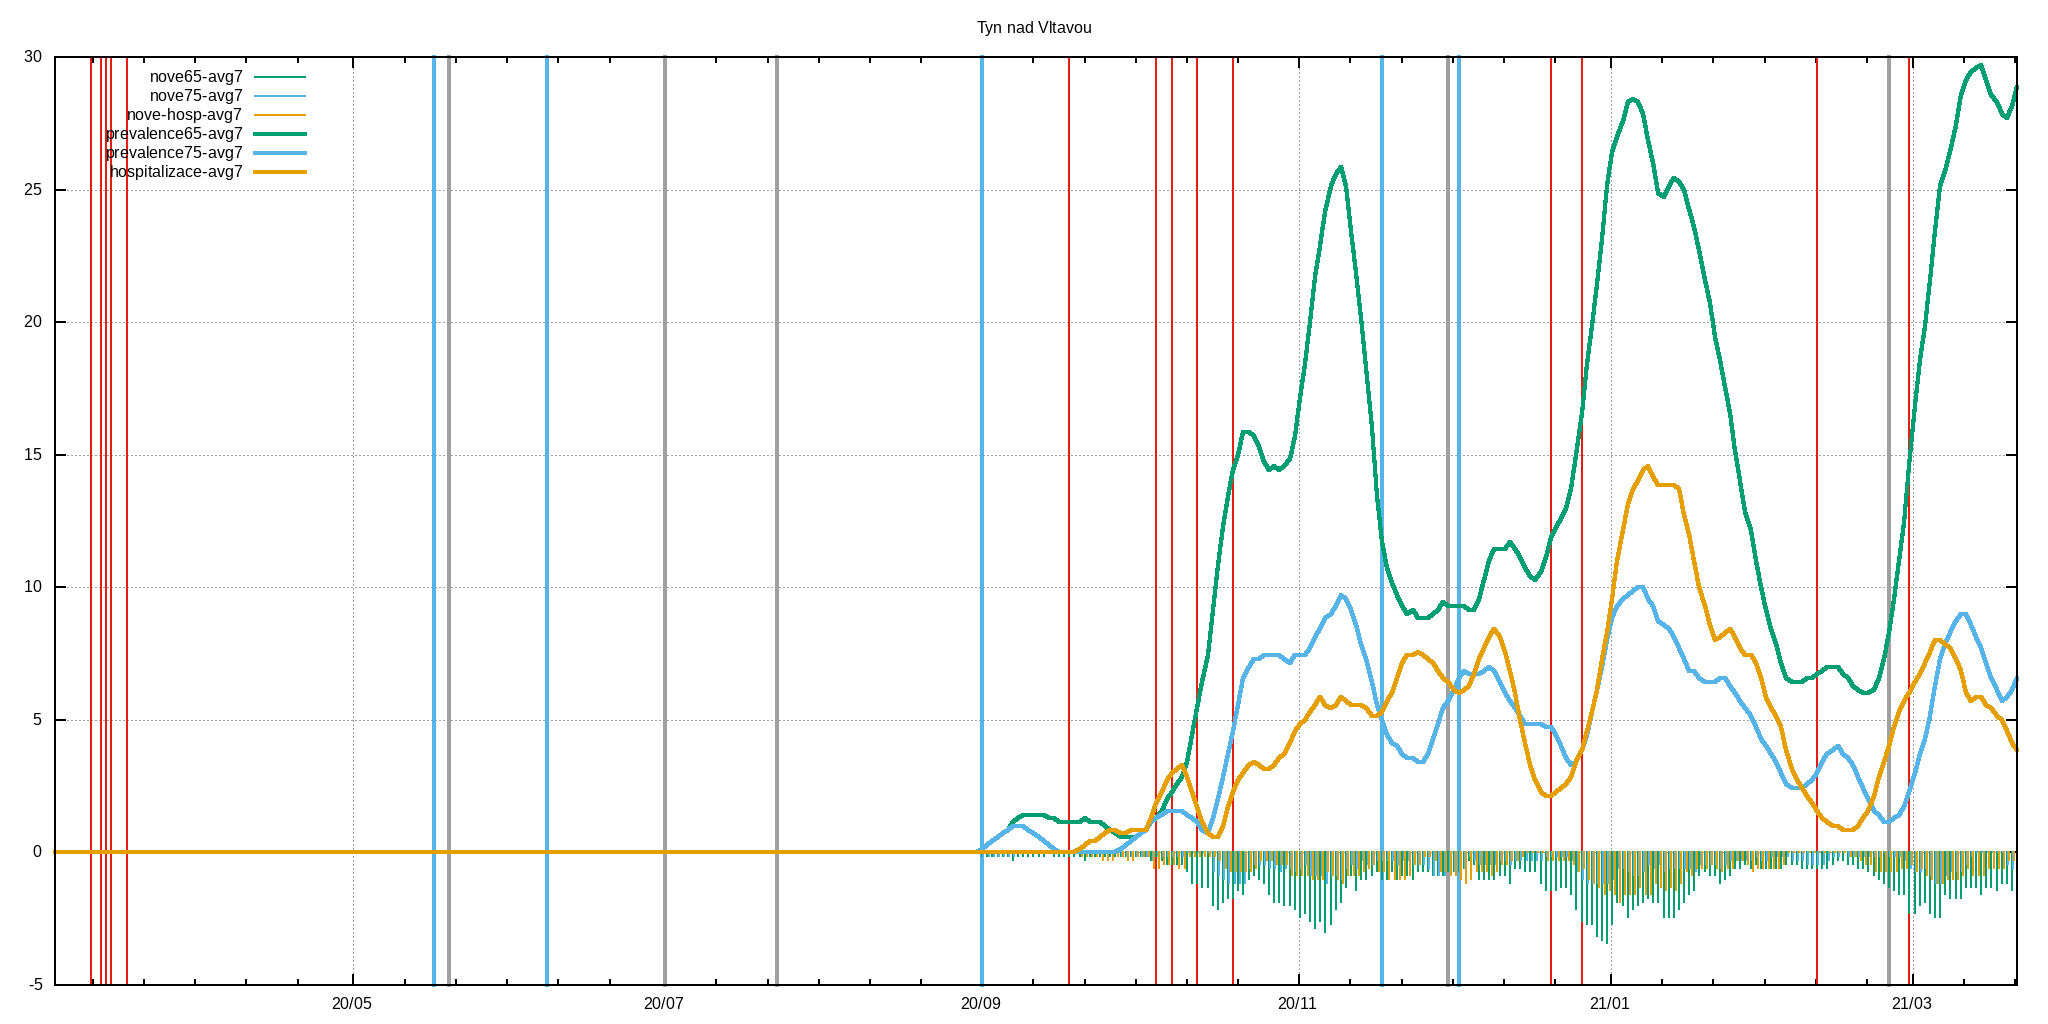 Tyn nad Vltavou
30
25
20
15
10
5
0
-5
nove65-avg7
nove75-avg7
nove-hosp-avg7
prevalence65-avg7
prevalence75-avg7
hospitalizace-avg7
20/05
20/07
20/09
20/11
21/01
21/03